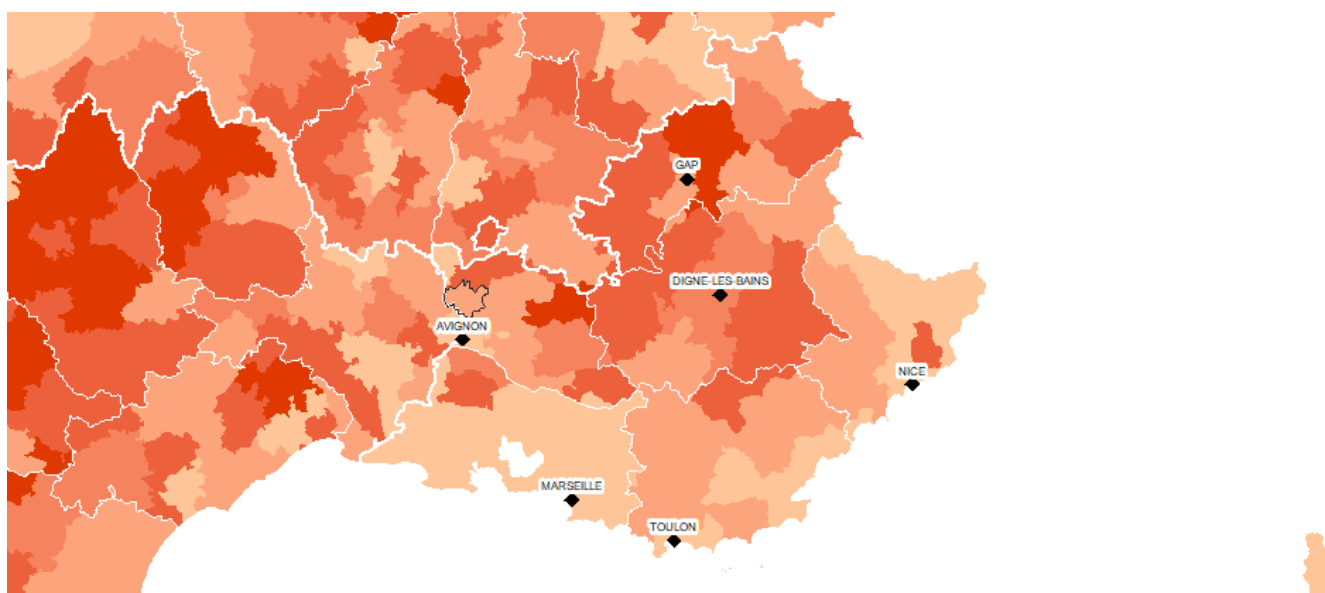 GAP
DIGNE-LES-BAINS
AVIGNON
NICE
MARSEILLE
TOULON